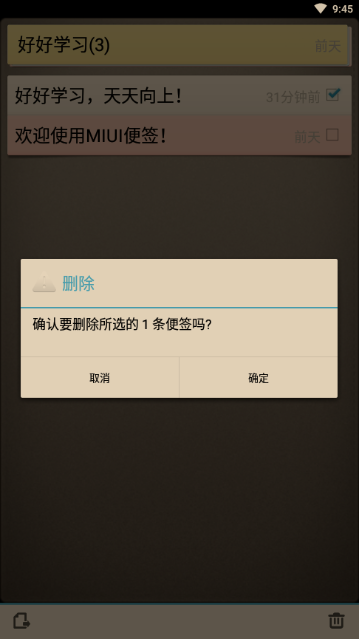 9:45
好好学习(3)
前天
好好学习，天天向上！
31分钟前
欢迎使用MIUI便签！
前天
删除
确认要删除所选的 1 条便签吗?
取消
确定